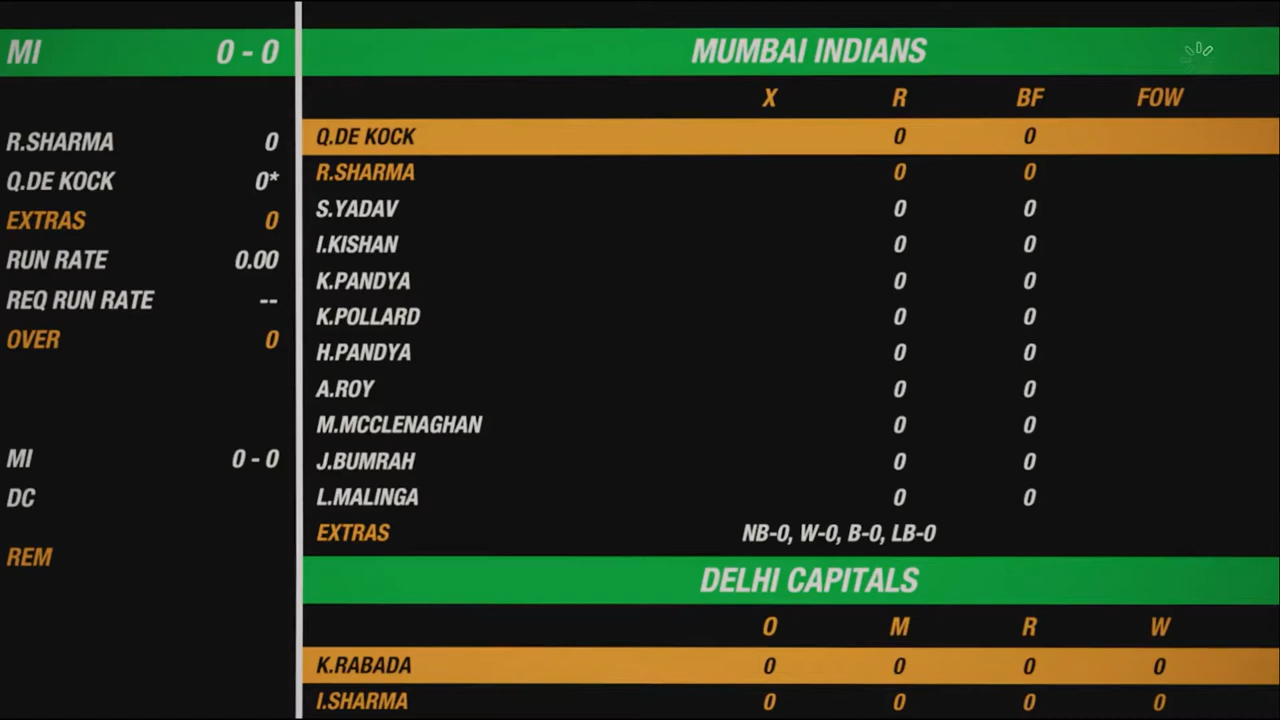 MI 0 - 0
R.SHARMA 0
Q.DE KOCK 0*
EXTRAS 0
RUN RATE 0.00
REQ RUN RATE --
OVER 0
MI 0 - 0
DC
REM
MUMBAI INDIANS
X R BF FOW
Q.DE KOCK 0 0
R.SHARMA 0 0
S.YADAV 0 0
I.KISHAN 0 0
K.PANDYA 0 0
K.POLLARD 0 0
H.PANDYA 0 0
A.ROY 0 0
M.MCCLENAGHAN 0 0
J.BUMRAH 0 0
L.MALINGA 0 0
EXTRAS NB-0, W-0, B-0, LB-0
DELHI CAPITALS
O M R W
K.RABADA 0 0 0 0
I.SHARMA 0 0 0 0